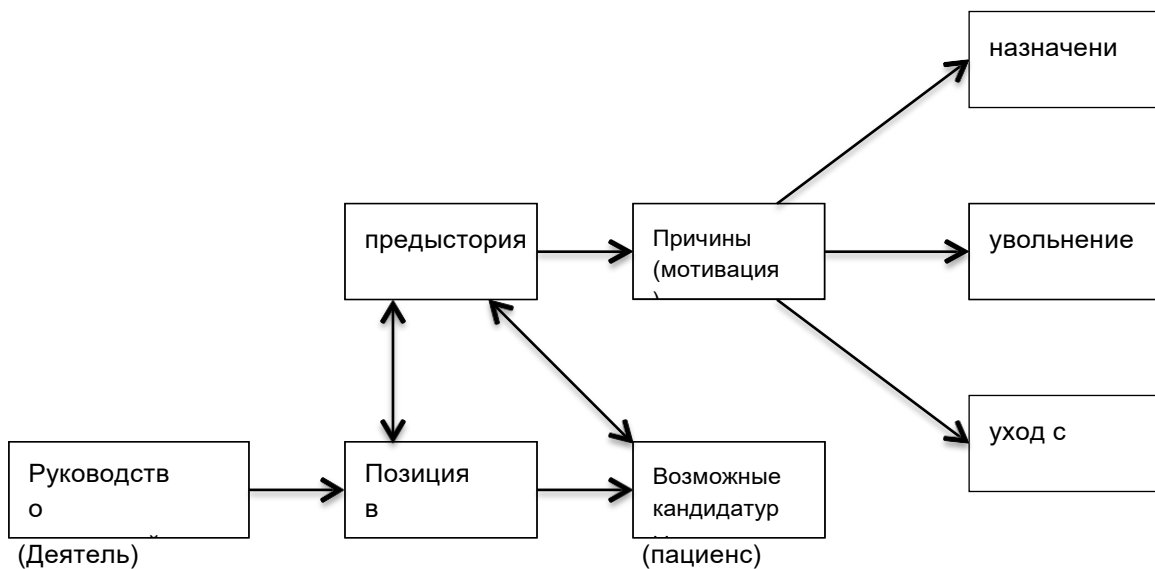 назначени
предыстория
Причины
(мотивация
увольнение
уход с
Руководств
о
Позиция
в
Возможные
кандидатур
(Деятель)
(пациенс)